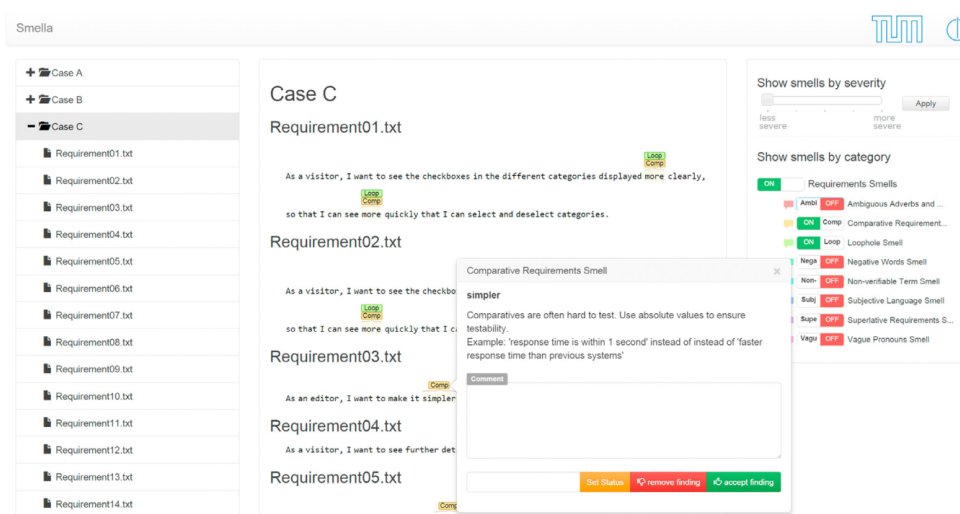 Smella
TUM
Case A
Case B
Case C
Requirement01.txt
Requirement02.txt
Requirement03.txt
Requirement04.txt
Requirement05.txt
Requirement06.txt
Requirement07.txt
Requirement08.txt
Requirement09.txt
Requirement10.txt
Requirement11.txt
Requirement12.txt
Requirement13.txt
Requirement14.txt
Case C
Requirement01.txt
Loop
Comp
As a visitor, I want to see the checkboxes in the different categories displayed more clearly,
Loop
Comp
so that I can see more quickly that I can select and deselect categories.
Requirement02.txt
As a visitor, I want to see the checkbo
Loop
Comp
so that I can see more quickly that I c
Requirement03.txt
Comp
As an editor, I want to make it simpler
Requirement04.txt
As a visitor, I want to see further det
Requirement05.txt
Comp
Comparative Requirements Smell ×
simpler
Comparatives are often hard to test. Use absolute values to ensure
testability.
Example: 'response time is within 1 second' instead of instead of 'faster
response time than previous systems'
Comment
Set Status remove finding accept finding
Show smells by severity
Apply
less more
severe severe
Show smells by category
ON Requirements Smells
Ambi OFF Ambiguous Adverbs and ...
ON Comp Comparative Requirement...
ON Loop Loophole Smell
Nega OFF Negative Words Smell
Non- OFF Non-verifiable Term Smell
Subj OFF Subjective Language Smell
Supe OFF Superlative Requirements S...
Vagu OFF Vague Pronouns Smell